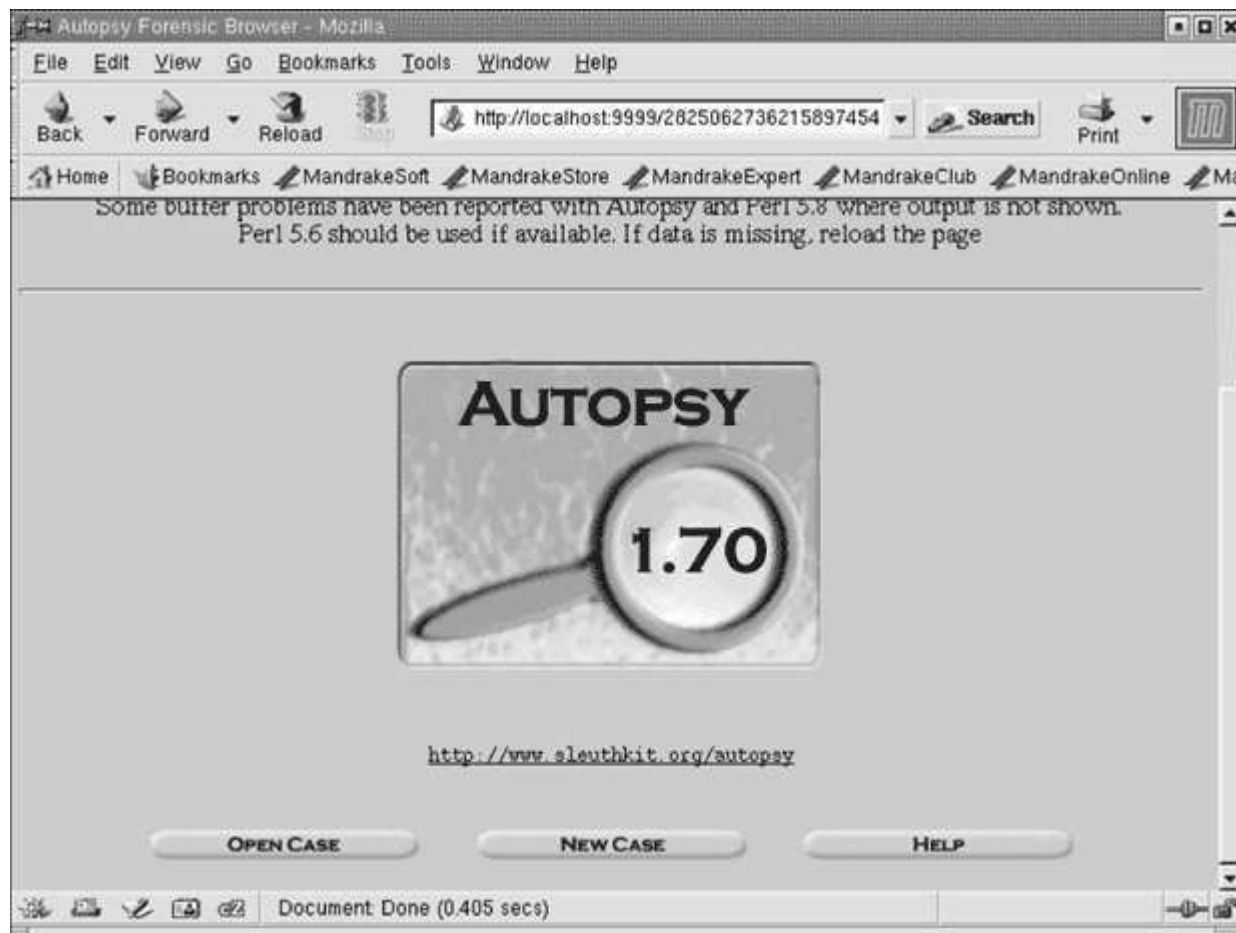 Autopsy Forensic Browser - Mozilla
File Edit View Go Bookmarks Tools Window Help
Back Forward Reload Stop http://localhost:9999/2825062736215897454 Search Print
Home Bookmarks MandrakeSoft MandrakeStore MandrakeExpert MandrakeClub MandrakeOnline Ma
Some buffer problems have been reported with Autopsy and Perl 5.8 where output is not shown.
Perl 5.6 should be used if available. If data is missing, reload the page
AUTOPSY
1.70
http://www.sleuthkit.org/autopsy
OPEN CASE NEW CASE HELP
Document: Done (0.405 secs)